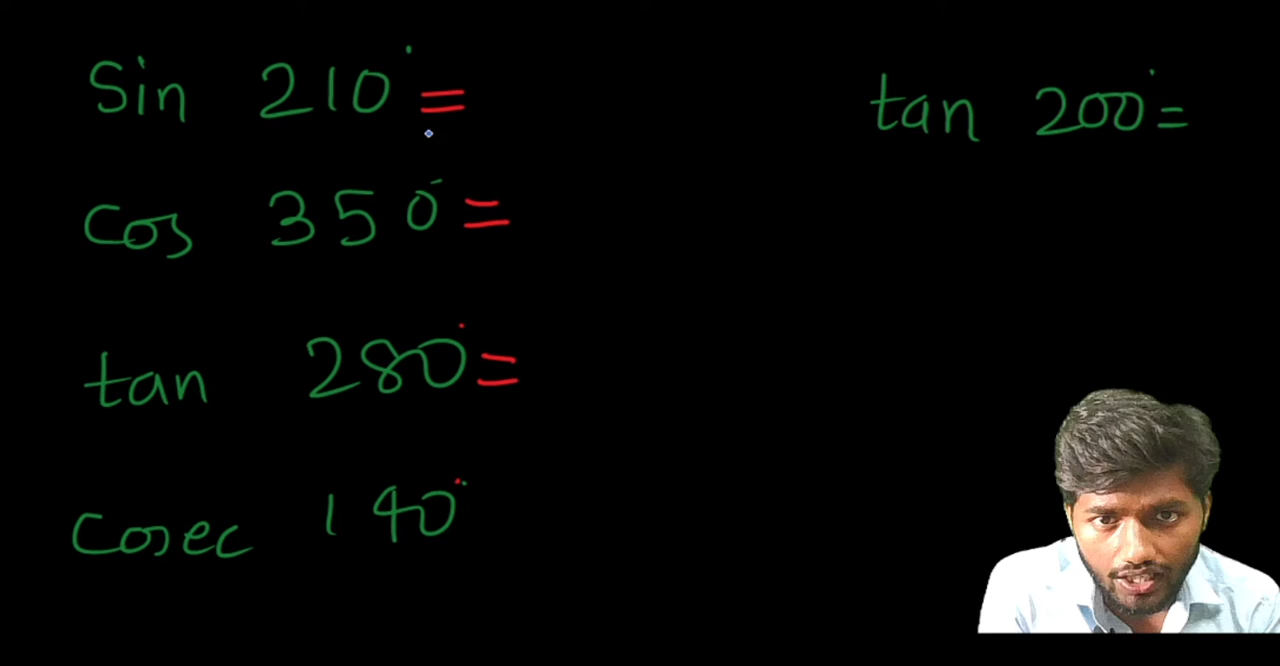 Sin 210° =
cos 350° =
tan 280° =
cosec 140°
tan 200° =